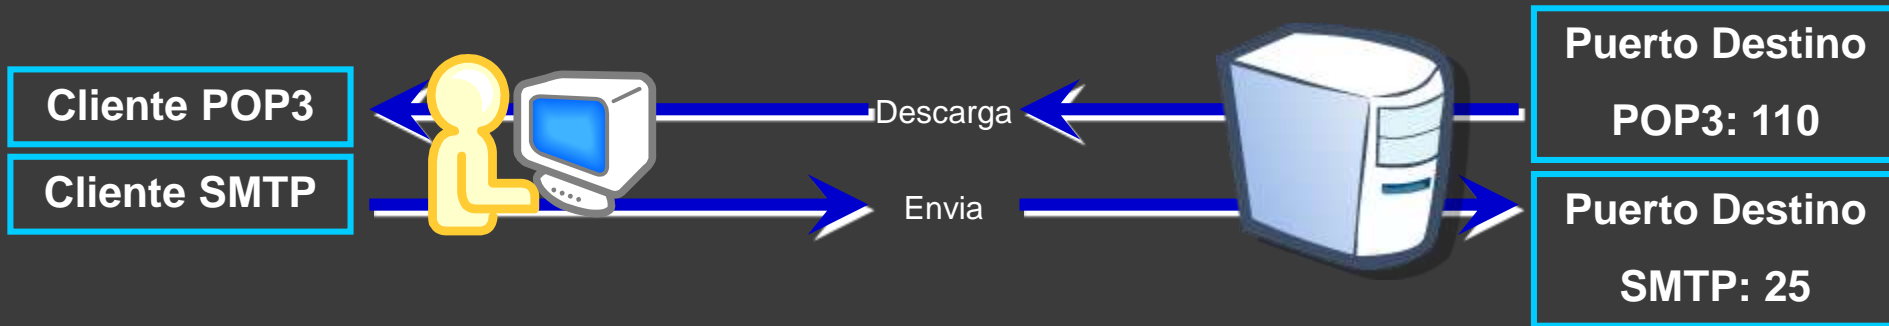 Cliente POP3
Cliente SMTP
Descarga
Envia
Puerto Destino
POP3: 110
Puerto Destino
SMTP: 25